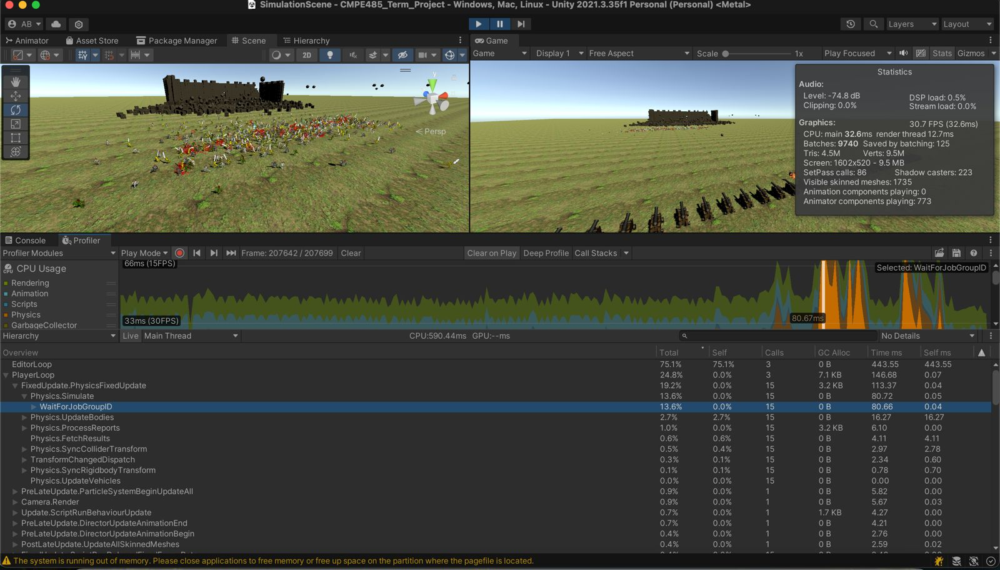 SimulationScene - CMPE485_Term_Project - Windows, Mac, Linux - Unity 2021.3.35f1 Personal (Personal) <Metal>
AB
Layers
Layout
Animator
Asset Store
Package Manager
Scene
Hierarchy
2D
y
Persp
Game
Game
Display 1
Free Aspect
Scale
1x
Play Focused
Stats
Gizmos
Statistics
Audio:
Level: -74.8 dB
DSP load: 0.5%
Clipping: 0.0%
Stream load: 0.0%
Graphics:
30.7 FPS (32.6ms)
CPU: main 32.6ms render thread 12.7ms
Batches: 9740 Saved by batching: 125
Tris: 4.5M Verts: 9.5M
Screen: 1602x520 - 9.5 MB
SetPass calls: 86 Shadow casters: 223
Visible skinned meshes: 1735
Animation components playing: 0
Animator components playing: 773
Console
Profiler
Profiler Modules
Play Mode
Frame: 207642 / 207699
Clear
Clear on Play
Deep Profile
Call Stacks
CPU Usage
Rendering
Animation
Scripts
Physics
GarbageCollector
66ms (15FPS)
33ms (30FPS)
Selected: WaitForJobGroupID
80.67ms
Hierarchy
Live
Main Thread
CPU:590.44ms GPU:--ms
No Details
Overview Total Self Calls GC Alloc Time ms Self ms
EditorLoop 75.1% 75.1% 3 0 B 443.55 443.55
PlayerLoop 24.8% 0.0% 3 7.1 KB 146.68 0.07
FixedUpdate.PhysicsFixedUpdate 19.2% 0.0% 15 3.2 KB 113.37 0.04
Physics.Simulate 13.6% 0.0% 15 0 B 80.72 0.05
WaitForJobGroupID 13.6% 0.0% 15 0 B 80.66 0.04
Physics.UpdateBodies 2.7% 2.7% 15 0 B 16.27 16.27
Physics.ProcessReports 1.0% 0.0% 15 3.2 KB 6.10 0.00
Physics.FetchResults 0.6% 0.6% 15 0 B 4.11 4.11
Physics.SyncColliderTransform 0.5% 0.4% 15 0 B 2.97 2.78
TransformChangedDispatch 0.3% 0.1% 15 0 B 2.34 0.60
Physics.SyncRigidbodyTransform 0.1% 0.1% 15 0 B 0.78 0.70
Physics.UpdateVehicles 0.0% 0.0% 15 0 B 0.00 0.00
PreLateUpdate.ParticleSystemBeginUpdateAll 0.9% 0.0% 1 0 B 5.82 0.00
Camera.Render 0.9% 0.0% 1 0 B 5.67 0.03
Update.ScriptRunBehaviourUpdate 0.7% 0.0% 1 1.7 KB 4.27 0.00
PreLateUpdate.DirectorUpdateAnimationEnd 0.7% 0.0% 1 0 B 4.21 0.00
PreLateUpdate.DirectorUpdateAnimationBegin 0.4% 0.0% 1 0 B 2.76 0.00
PostLateUpdate.UpdateAllSkinnedMeshes 0.4% 0.0% 1 0 B 2.59 0.02
The system is running out of memory. Please close applications to free memory or free up space on the partition where the pagefile is located.